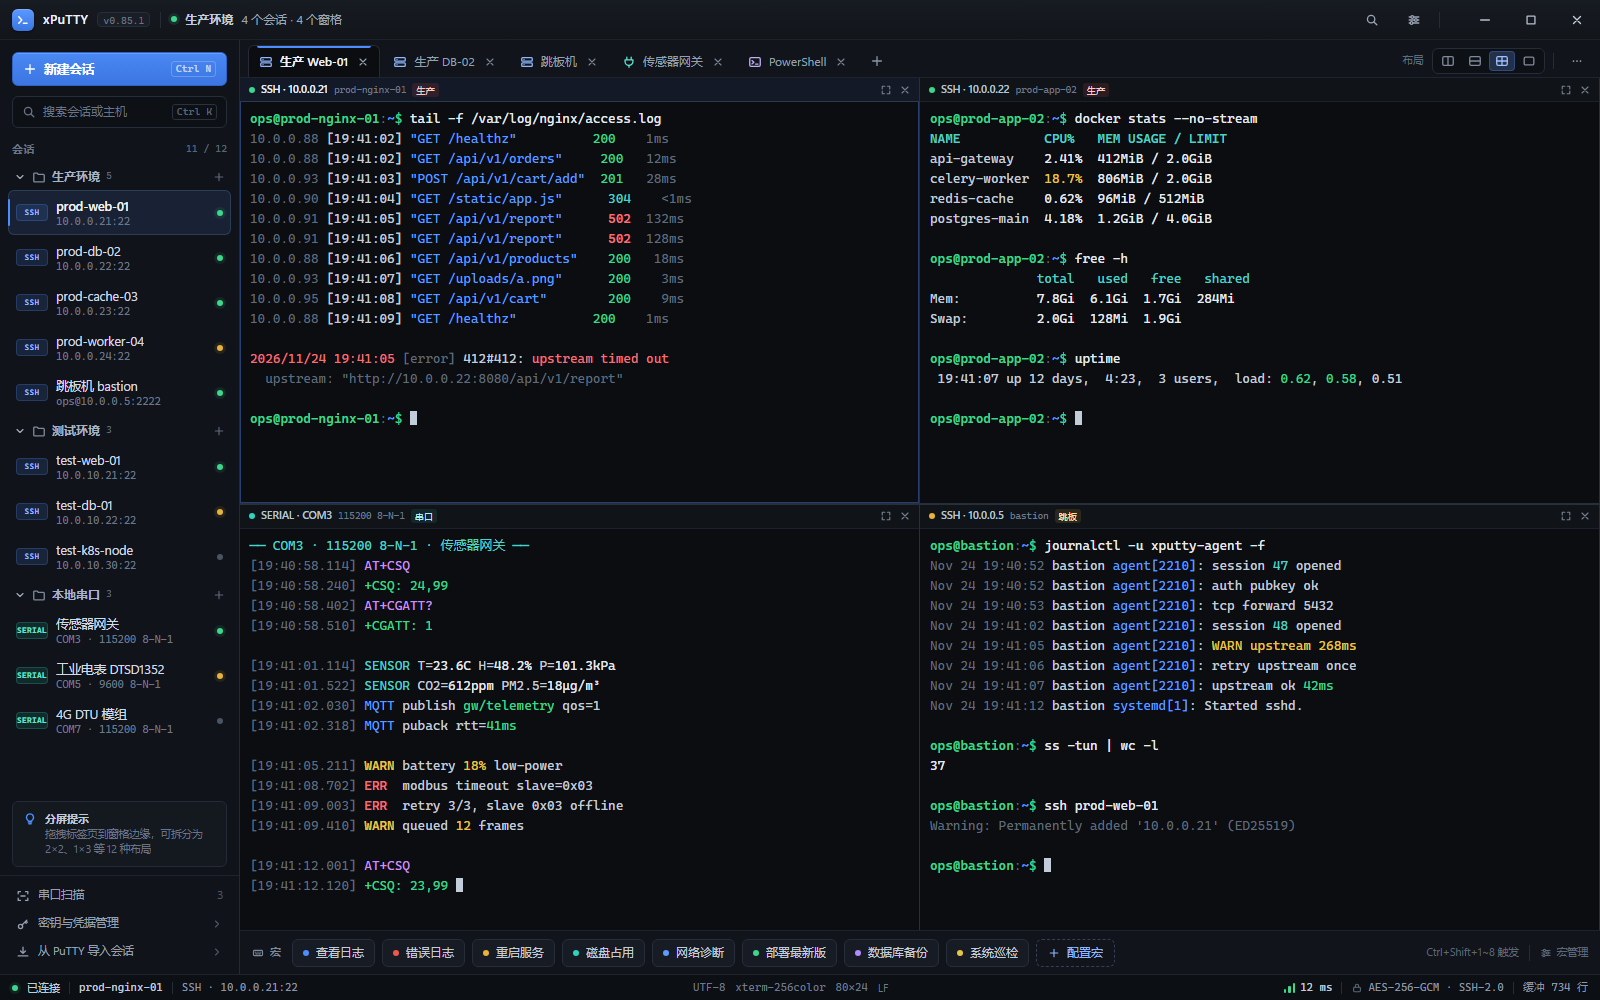 xPuTTY v0.85.1 生产环境 4 个会话 · 4 个窗格
新建会话 Ctrl N
搜索会话或主机 Ctrl K
会话 11 / 12
生产环境 5
SSH prod-web-01
10.0.0.21:22
SSH prod-db-02
10.0.0.22:22
SSH prod-cache-03
10.0.0.23:22
SSH prod-worker-04
10.0.0.24:22
SSH 跳板机 bastion
ops@10.0.0.5:2222
测试环境 3
SSH test-web-01
10.0.10.21:22
SSH test-db-01
10.0.10.22:22
SSH test-k8s-node
10.0.10.30:22
本地串口 3
SERIAL 传感器网关
COM3 · 115200 8-N-1
SERIAL 工业电表 DTSD1352
COM5 · 9600 8-N-1
SERIAL 4G DTU 模组
COM7 · 115200 8-N-1
分屏提示
拖拽标签页到窗格边缘，可拆分为
2×2、1×3 等 12 种布局
串口扫描 3
密钥与凭据管理
从 PuTTY 导入会话
生产 Web-01 生产 DB-02 跳板机 传感器网关 PowerShell 布局
SSH · 10.0.0.21 prod-nginx-01 生产
ops@prod-nginx-01:~$ tail -f /var/log/nginx/access.log
10.0.0.88 [19:41:02] "GET /healthz" 200 1ms
10.0.0.88 [19:41:02] "GET /api/v1/orders" 200 12ms
10.0.0.93 [19:41:03] "POST /api/v1/cart/add" 201 28ms
10.0.0.90 [19:41:04] "GET /static/app.js" 304 <1ms
10.0.0.91 [19:41:05] "GET /api/v1/report" 502 132ms
10.0.0.91 [19:41:05] "GET /api/v1/report" 502 128ms
10.0.0.88 [19:41:06] "GET /api/v1/products" 200 18ms
10.0.0.93 [19:41:07] "GET /uploads/a.png" 200 3ms
10.0.0.95 [19:41:08] "GET /api/v1/cart" 200 9ms
10.0.0.88 [19:41:09] "GET /healthz" 200 1ms
2026/11/24 19:41:05 [error] 412#412: upstream timed out
upstream: "http://10.0.0.22:8080/api/v1/report"
ops@prod-nginx-01:~$
SSH · 10.0.0.22 prod-app-02 生产
ops@prod-app-02:~$ docker stats --no-stream
NAME CPU% MEM USAGE / LIMIT
api-gateway 2.41% 412MiB / 2.0GiB
celery-worker 18.7% 806MiB / 2.0GiB
redis-cache 0.62% 96MiB / 512MiB
postgres-main 4.18% 1.2GiB / 4.0GiB
ops@prod-app-02:~$ free -h
total used free shared
Mem: 7.8Gi 6.1Gi 1.7Gi 284Mi
Swap: 2.0Gi 128Mi 1.9Gi
ops@prod-app-02:~$ uptime
19:41:07 up 12 days, 4:23, 3 users, load: 0.62, 0.58, 0.51
ops@prod-app-02:~$
SERIAL · COM3 115200 8-N-1 串口
── COM3 · 115200 8-N-1 · 传感器网关 ──
[19:40:58.114] AT+CSQ
[19:40:58.240] +CSQ: 24,99
[19:40:58.402] AT+CGATT?
[19:40:58.510] +CGATT: 1
[19:41:01.114] SENSOR T=23.6C H=48.2% P=101.3kPa
[19:41:01.522] SENSOR CO2=612ppm PM2.5=18µg/m³
[19:41:02.030] MQTT publish gw/telemetry qos=1
[19:41:02.318] MQTT puback rtt=41ms
[19:41:05.211] WARN battery 18% low-power
[19:41:08.702] ERR modbus timeout slave=0x03
[19:41:09.003] ERR retry 3/3, slave 0x03 offline
[19:41:09.410] WARN queued 12 frames
[19:41:12.001] AT+CSQ
[19:41:12.120] +CSQ: 23,99
SSH · 10.0.0.5 bastion 跳板
ops@bastion:~$ journalctl -u xputty-agent -f
Nov 24 19:40:52 bastion agent[2210]: session 47 opened
Nov 24 19:40:52 bastion agent[2210]: auth pubkey ok
Nov 24 19:40:53 bastion agent[2210]: tcp forward 5432
Nov 24 19:41:02 bastion agent[2210]: session 48 opened
Nov 24 19:41:05 bastion agent[2210]: WARN upstream 268ms
Nov 24 19:41:06 bastion agent[2210]: retry upstream once
Nov 24 19:41:07 bastion agent[2210]: upstream ok 42ms
Nov 24 19:41:12 bastion systemd[1]: Started sshd.
ops@bastion:~$ ss -tun | wc -l
37
ops@bastion:~$ ssh prod-web-01
Warning: Permanently added '10.0.0.21' (ED25519)
ops@bastion:~$
宏 查看日志 错误日志 重启服务 磁盘占用 网络诊断 部署最新版 数据库备份 系统巡检 配置宏 Ctrl+Shift+1~8 触发 宏管理
已连接 prod-nginx-01 SSH · 10.0.0.21:22 UTF-8 xterm-256color 80×24 LF 12 ms AES-256-GCM · SSH-2.0 缓冲 734 行